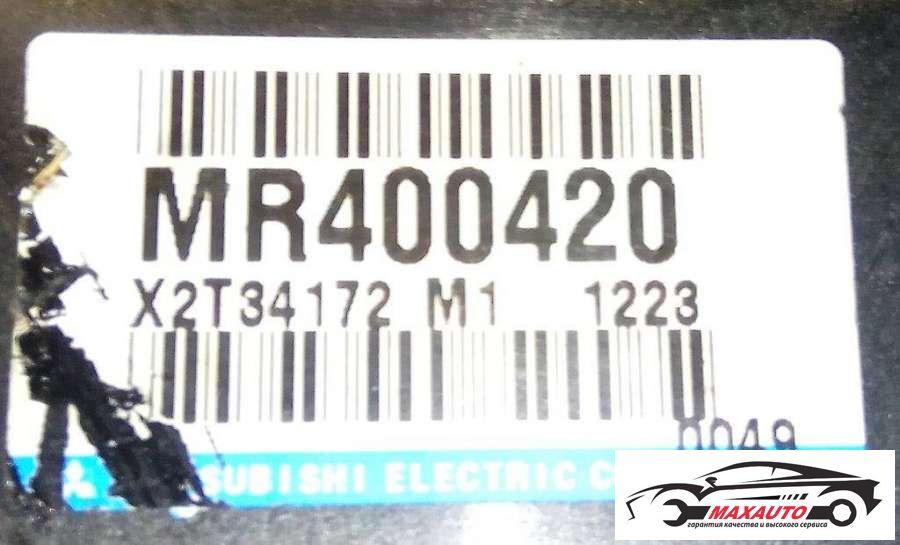 MR400420
X2T34172 M1 1223
0049
SUBISHI ELECTRIC C
MAXAUTO
гарантия качества и высокого сервиса